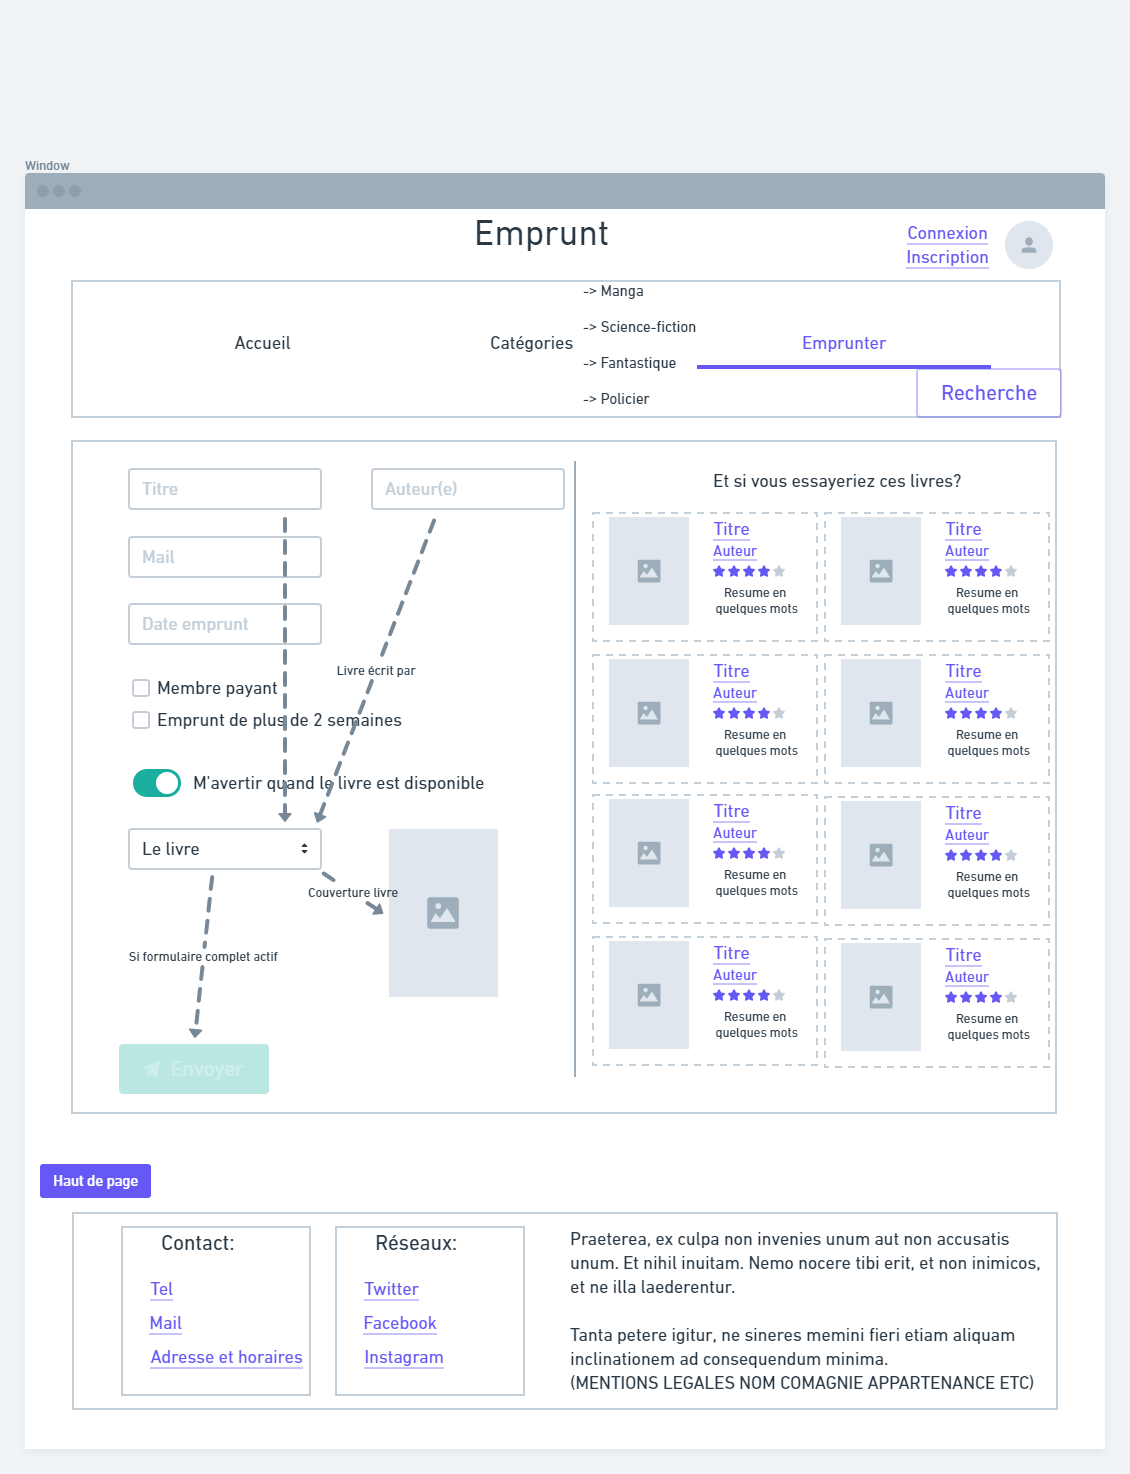 Window
Emprunt
Connexion
Inscription
-> Manga
-> Science-fiction
Accueil
Catégories
Emprunter
-> Fantastique
-> Policier
Recherche
Titre
Auteur(e)
Mail
Date emprunt
Livre écrit par
Membre payant
Emprunt de plus de 2 semaines
M'avertir quand le livre est disponible
Le livre
Couverture livre
Si formulaire complet actif
Envoyer
Et si vous essayeriez ces livres?
Titre
Auteur
Resume en
quelques mots
Titre
Auteur
Resume en
quelques mots
Titre
Auteur
Resume en
quelques mots
Titre
Auteur
Resume en
quelques mots
Titre
Auteur
Resume en
quelques mots
Titre
Auteur
Resume en
quelques mots
Titre
Auteur
Resume en
quelques mots
Titre
Auteur
Resume en
quelques mots
Haut de page
Contact:
Tel
Mail
Adresse et horaires
Réseaux:
Twitter
Facebook
Instagram
Praeterea, ex culpa non invenies unum aut non accusatis
unum. Et nihil inuitam. Nemo nocere tibi erit, et non inimicos,
et ne illa laederentur.
Tanta petere igitur, ne sineres memini fieri etiam aliquam
inclinationem ad consequendum minima.
(MENTIONS LEGALES NOM COMAGNIE APPARTENANCE ETC)